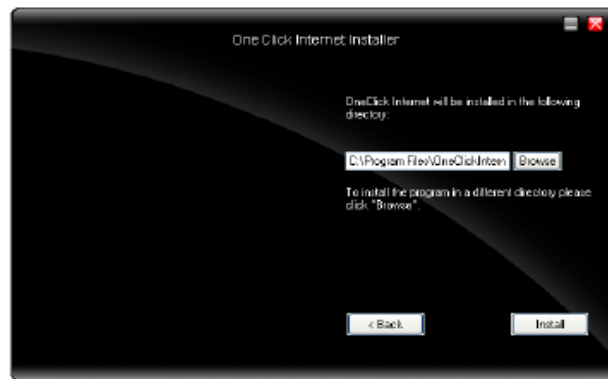 One Click Internet Installer
OneClick Internet will be installed in the following
directory:
C:\Program Files\OneClickIntern
Browse
To install the program in a different directory please
click "Browse".
< Back
Install